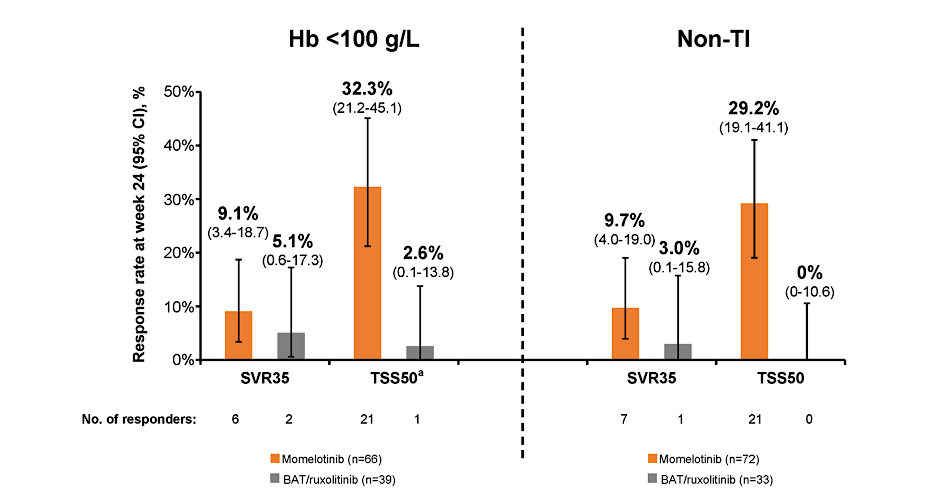 Hb <100 g/L
Non-TI
Response rate at week 24 (95% CI), %
50%
40%
30%
20%
10%
0%
9.1%
(3.4-18.7)
5.1%
(0.6-17.3)
32.3%
(21.2-45.1)
2.6%
(0.1-13.8)
9.7%
(4.0-19.0)
3.0%
(0.1-15.8)
29.2%
(19.1-41.1)
0%
(0-10.6)
SVR35 TSS50ᵃ SVR35 TSS50
No. of responders: 6 2 21 1 7 1 21 0
Momelotinib (n=66)
BAT/ruxolitinib (n=39)
Momelotinib (n=72)
BAT/ruxolitinib (n=33)